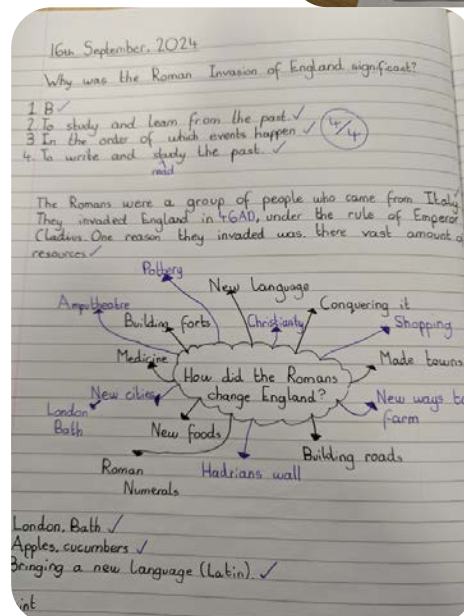 16th September, 2024
Why was the Roman Invasion of England significant?
1 B
2. To study and learn from the past.
3 In the order of which events happen
4/4
4. To write and study the past.
read
The Romans were a group of people who came from Italy
They invaded England in 46AD, under the rule of Emperor
Cladius. One reason they invaded was there vast amount o
resources
Pottery
New Language
Amputheatre
Building forts
Christianty
Conquering it
Shopping
Medicine
How did the Romans
change England?
Made towns
New cities
London
Bath
New ways to
farm
New foods
Building roads
Roman
Numerals
Hadrians wall
London, Bath
Apples, cucumbers
Bringing a new language (Latin).
int